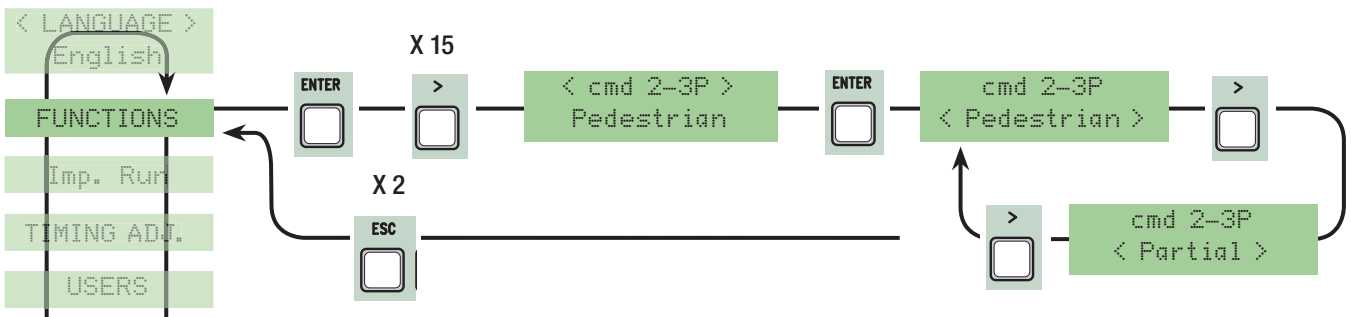 < LANGUAGE >
English
FUNCTIONS
Imp. Run
TIMING ADJ.
USERS
ENTER
X 15
>
< cmd 2–3P >
Pedestrian
ENTER
cmd 2–3P
< Pedestrian >
>
X 2
ESC
>
cmd 2–3P
< Partial >